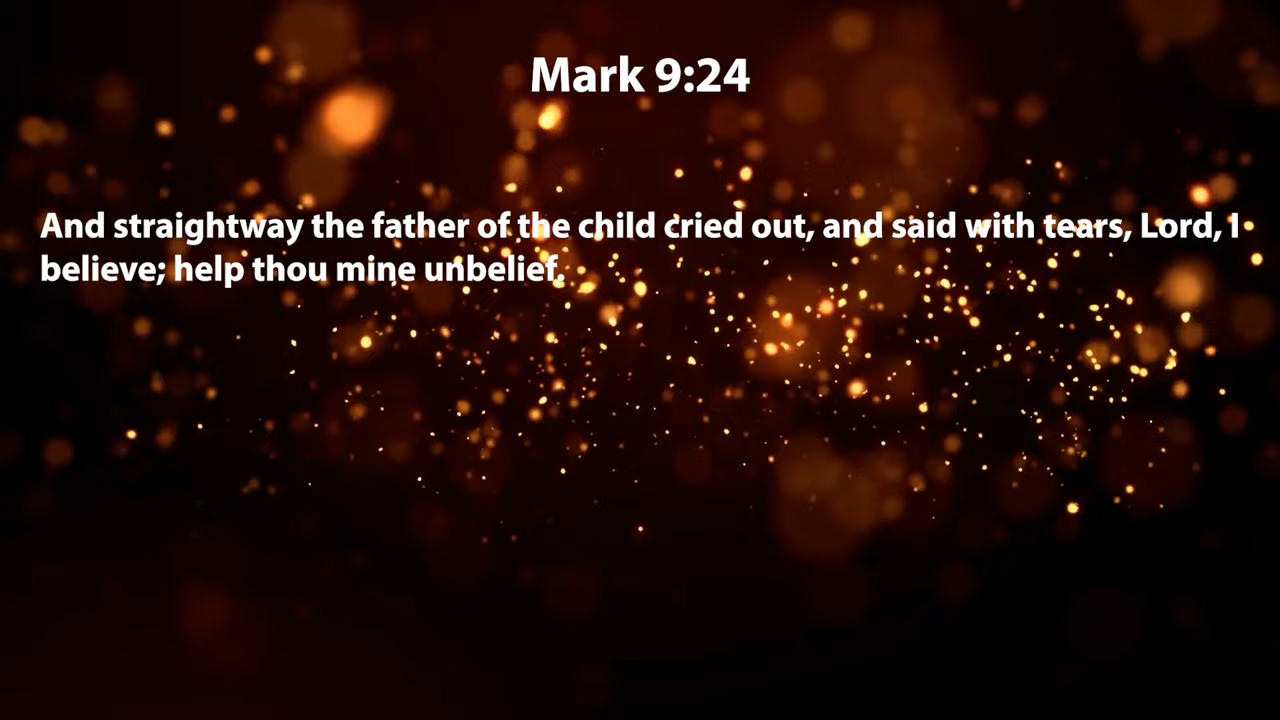 Mark 9:24
And straightway the father of the child cried out, and said with tears, Lord, I
believe; help thou mine unbelief.